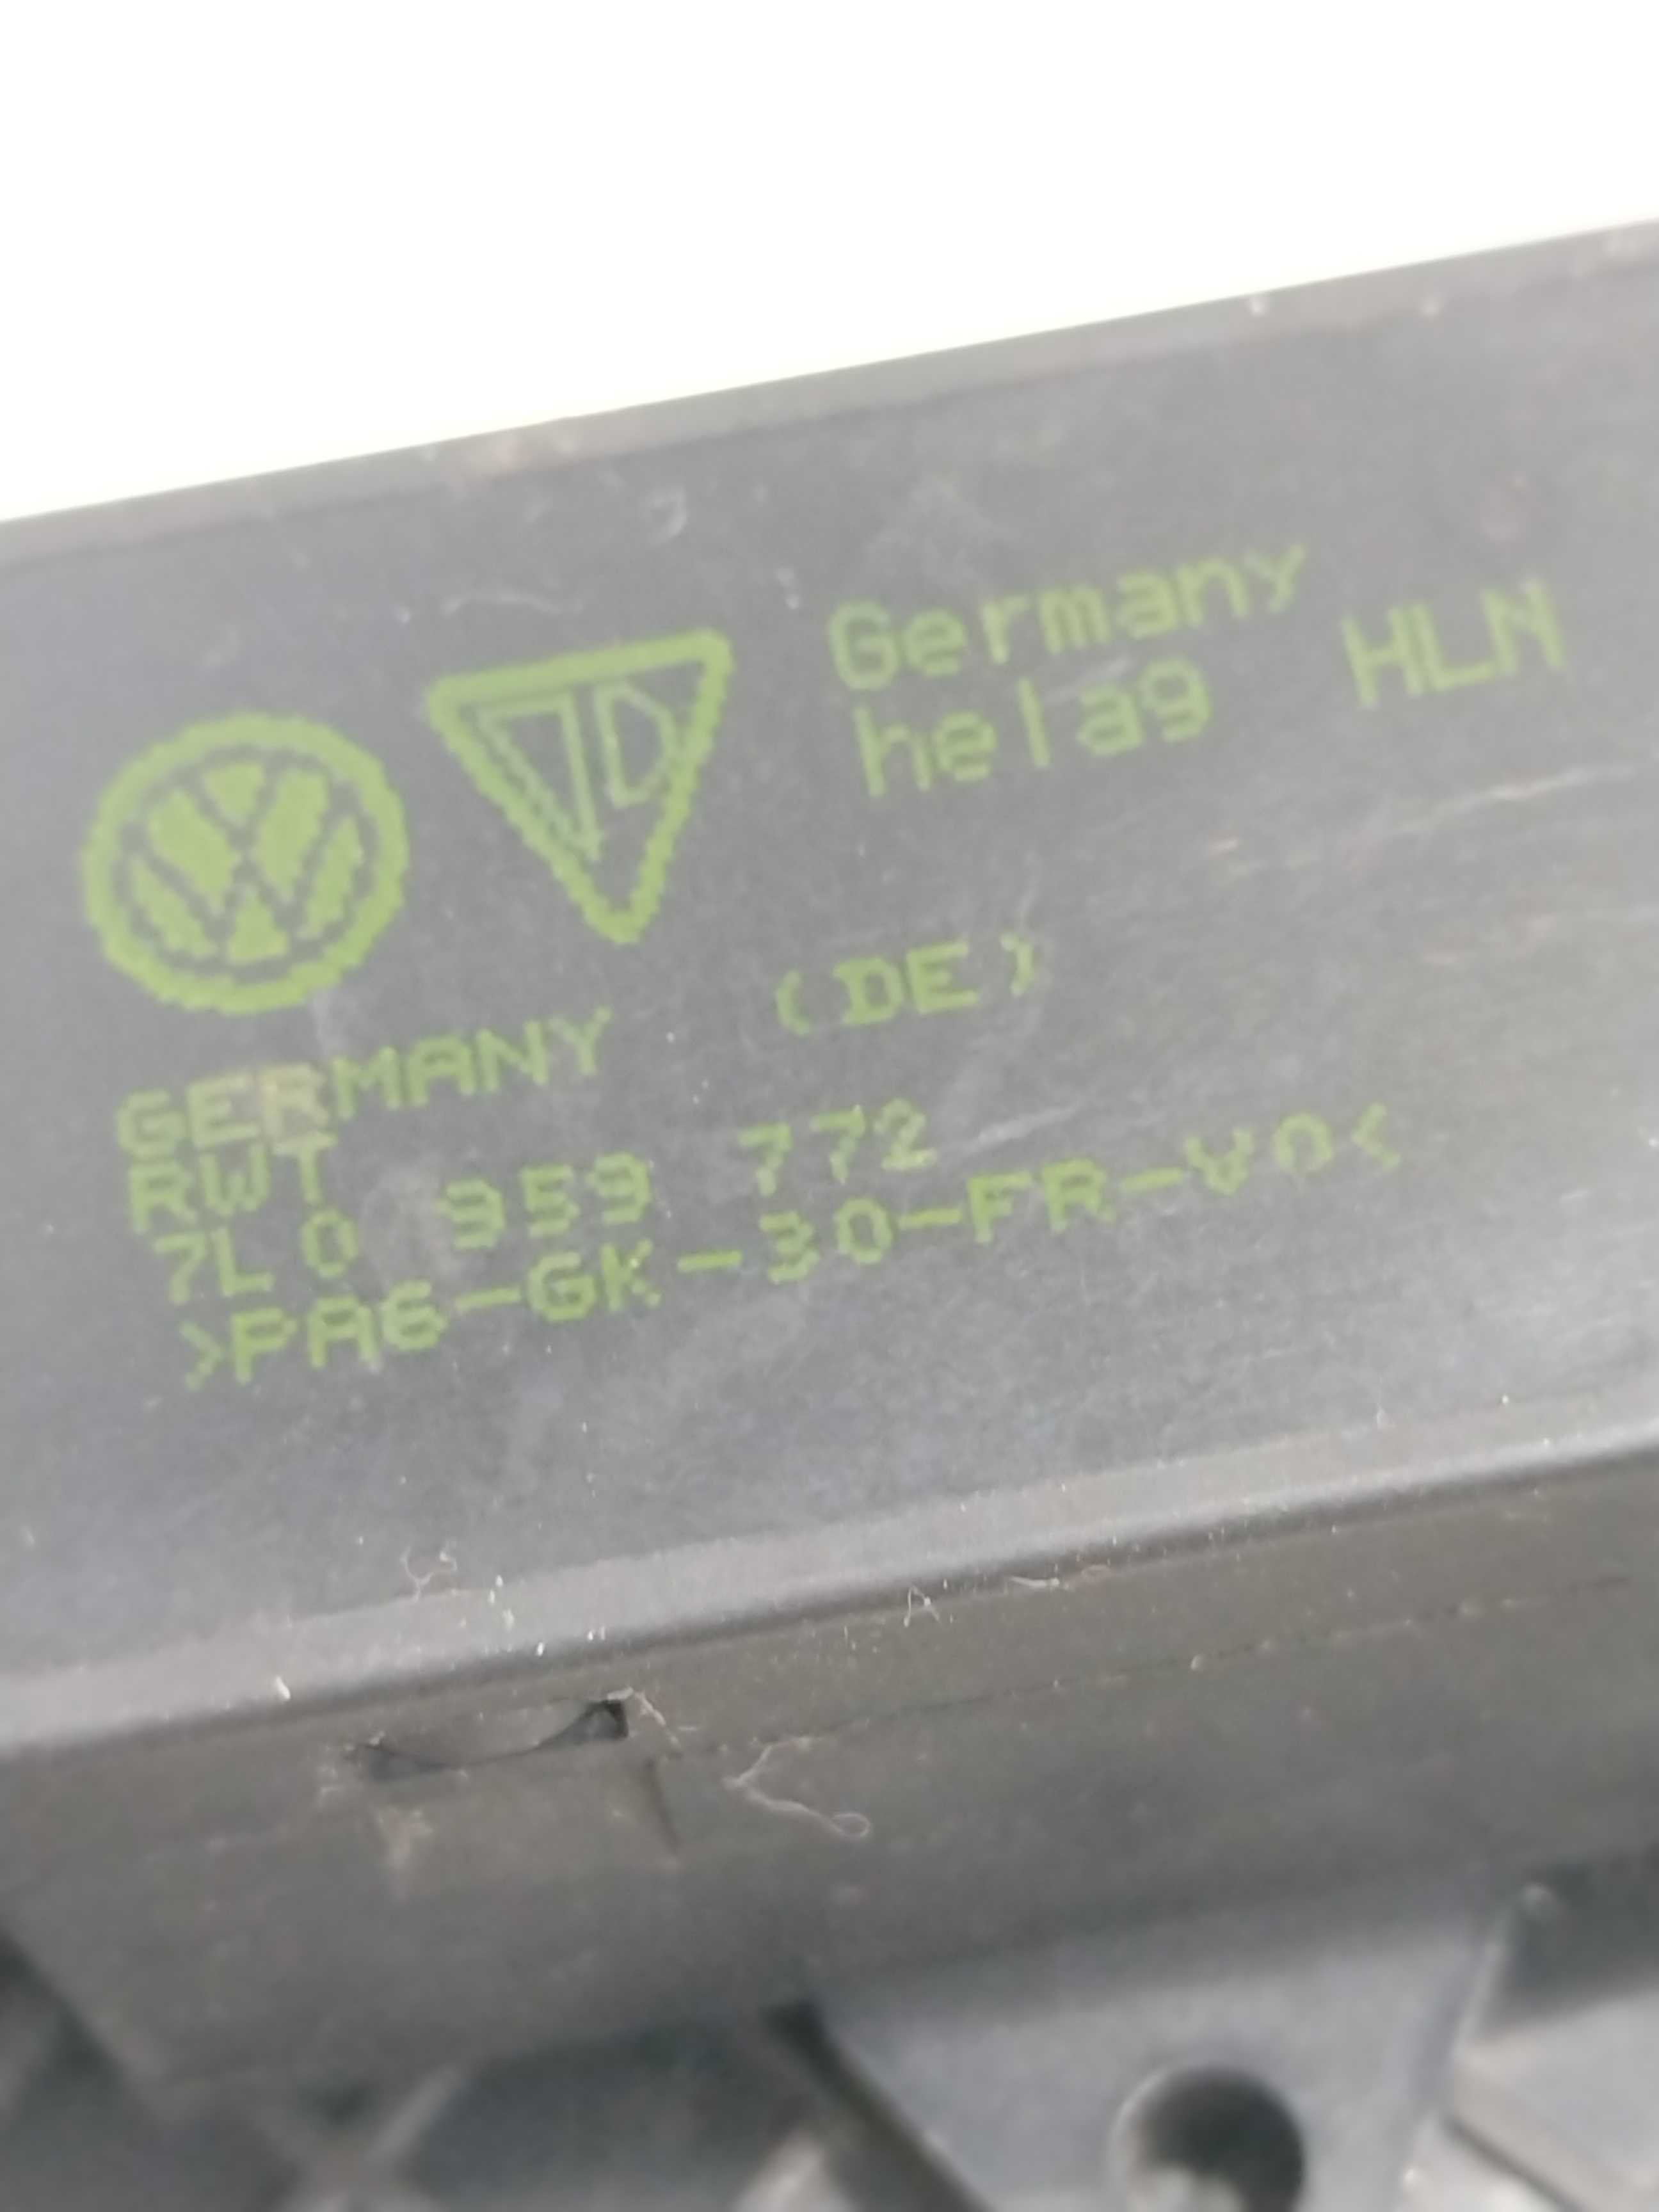 Germany
helag HLN
GERMANY (DE)
RWT
7L0 959 772
>PA6-GK-30-FR-V0<